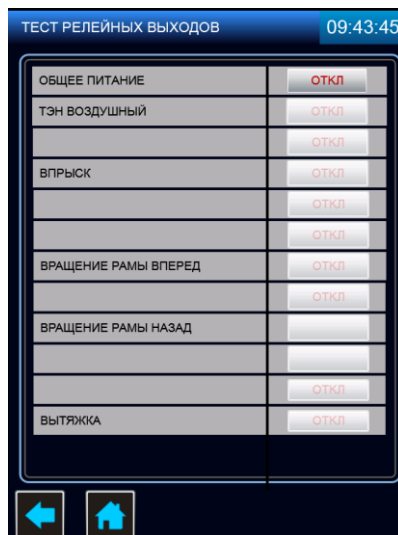 ТЕСТ РЕЛЕЙНЫХ ВЫХОДОВ 09:43:45
ОБЩЕЕ ПИТАНИЕ ОТКЛ
ТЭН ВОЗДУШНЫЙ ОТКЛ
ОТКЛ
ВПРЫСК ОТКЛ
ОТКЛ
ОТКЛ
ВРАЩЕНИЕ РАМЫ ВПЕРЕД ОТКЛ
ОТКЛ
ВРАЩЕНИЕ РАМЫ НАЗАД
ОТКЛ
ВЫТЯЖКА ОТКЛ